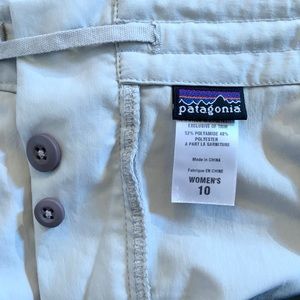 patagonia
EXCLUSIVE OF TRIM
52% POLYAMIDE 48%
POLYESTER
A PART LA GARNITURE
Made in CHINA
Fabriqué EN CHINE
WOMEN'S
10